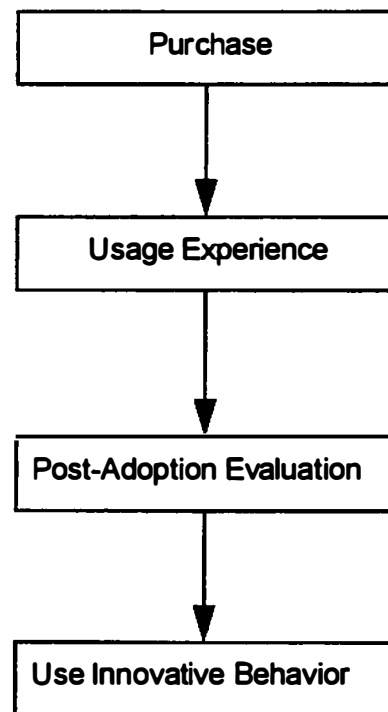 Purchase
Usage Experience
Post-Adoption Evaluation
Use Innovative Behavior